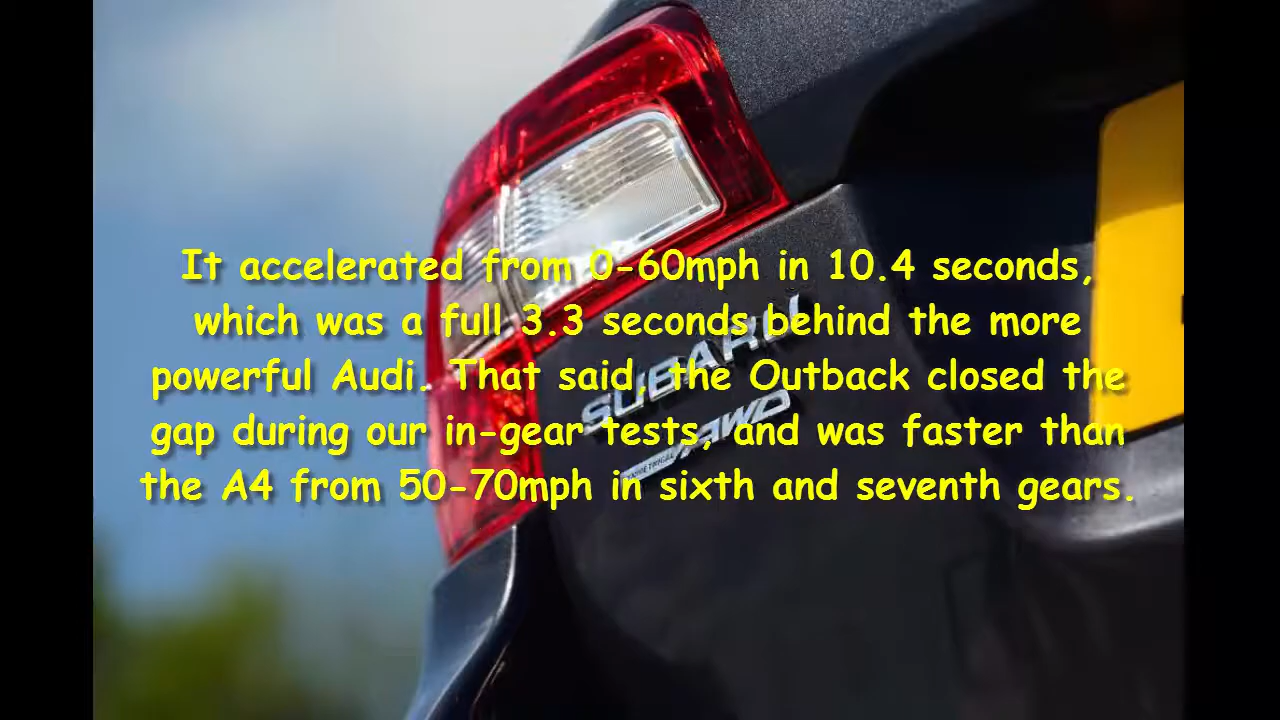 It accelerated from 0-60mph in 10.4 seconds,
which was a full 3.3 seconds behind the more
powerful Audi. That said, the Outback closed the
gap during our in-gear tests, and was faster than
the A4 from 50-70mph in sixth and seventh gears.
SUBARU
AWD